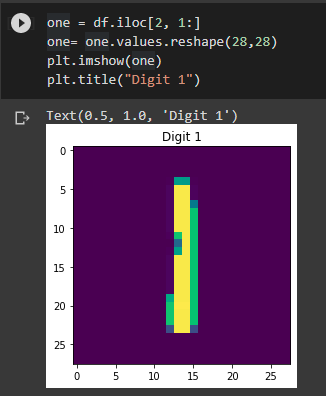 one = df.iloc[2, 1:]
one= one.values.reshape(28,28)
plt.imshow(one)
plt.title("Digit 1")
Text(0.5, 1.0, 'Digit 1')
Digit 1
0
5
10
15
20
25
0 5 10 15 20 25